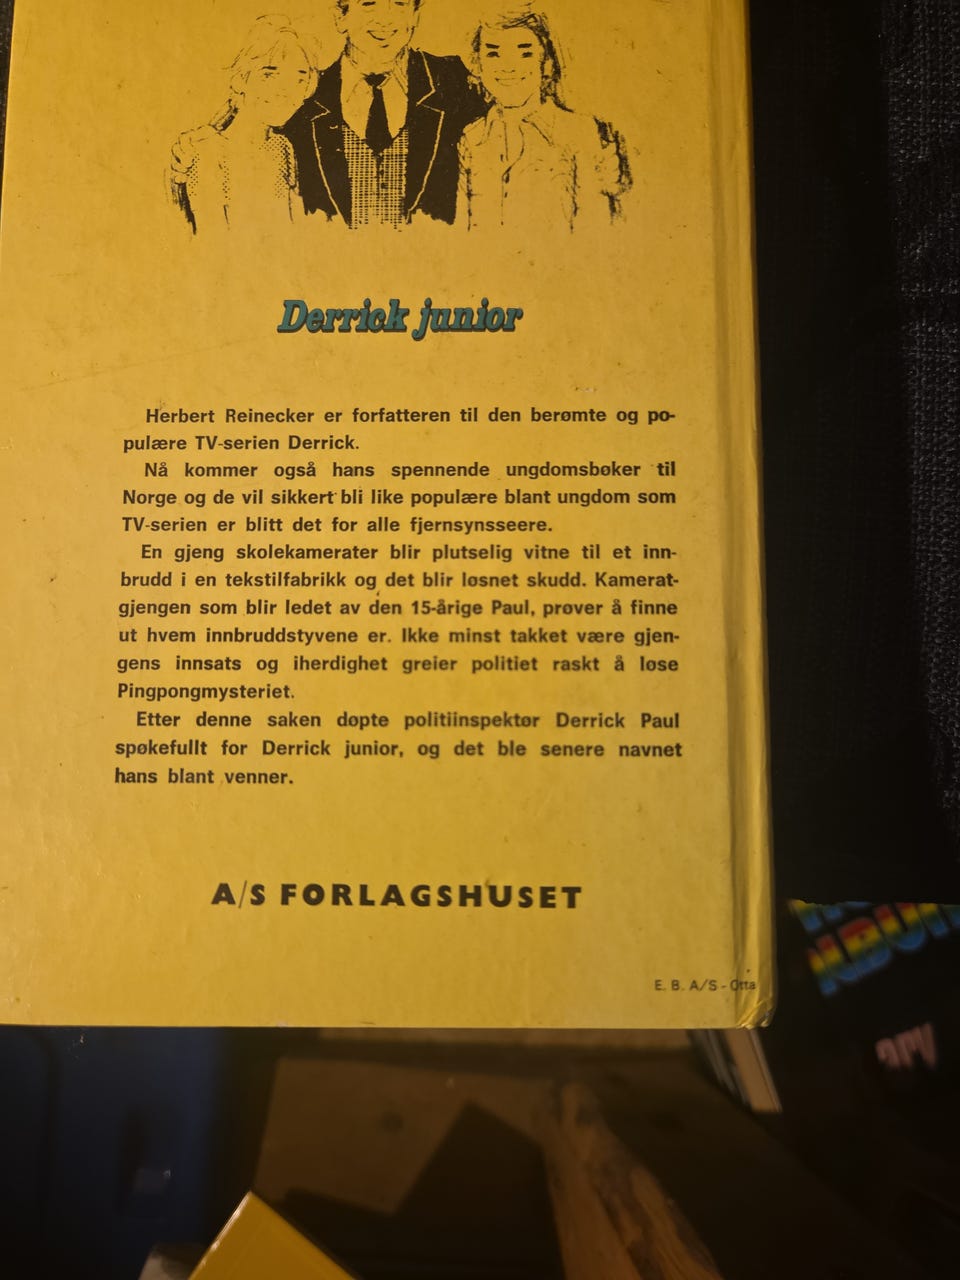 Derrick junior
Herbert Reinecker er forfatteren til den berømte og po-
pulære TV-serien Derrick.
Nå kommer også hans spennende ungdomsbøker til
Norge og de vil sikkert bli like populære blant ungdom som
TV-serien er blitt det for alle fjernsynsseere.
En gjeng skolekamerater blir plutselig vitne til et inn-
brudd i en tekstilfabrikk og det blir løsnet skudd. Kamerat-
gjengen som blir ledet av den 15-årige Paul, prøver å finne
ut hvem innbruddstyvene er. Ikke minst takket være gjen-
gens innsats og iherdighet greier politiet raskt å løse
Pingpongmysteriet.
Etter denne saken døpte politiinspektør Derrick Paul
spøkefullt for Derrick junior, og det ble senere navnet
hans blant venner.
A/S FORLAGSHUSET
E. B. A/S - Otta